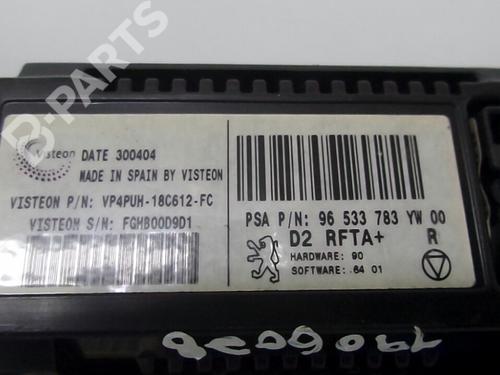 B-PARTS
Visteon DATE 300404
MADE IN SPAIN BY VISTEON
VISTEON P/N: VP4PUH-18C612-FC
VISTEON S/N: FGHB00D9D1
PSA P/N: 96 533 783 YW 00
D2 RFTA+ R
HARDWARE: 90
SOFTWARE: 64 01